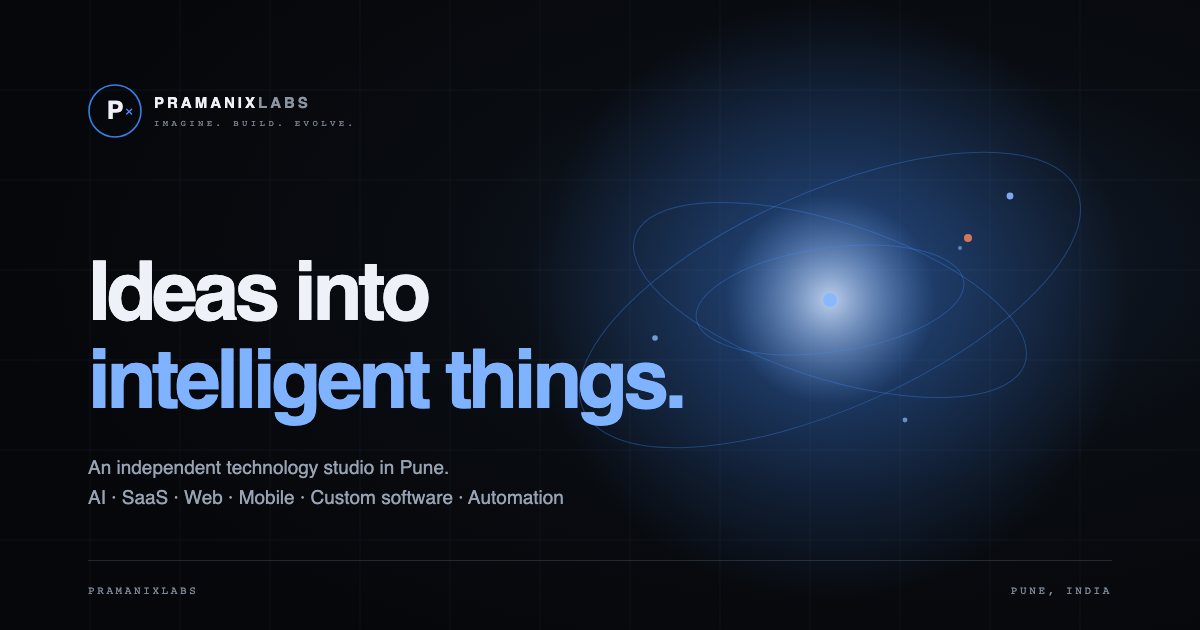 P×
PRAMANIXLABS
IMAGINE. BUILD. EVOLVE.
Ideas into
intelligent things.
An independent technology studio in Pune.
AI · SaaS · Web · Mobile · Custom software · Automation
PRAMANIXLABS
PUNE, INDIA